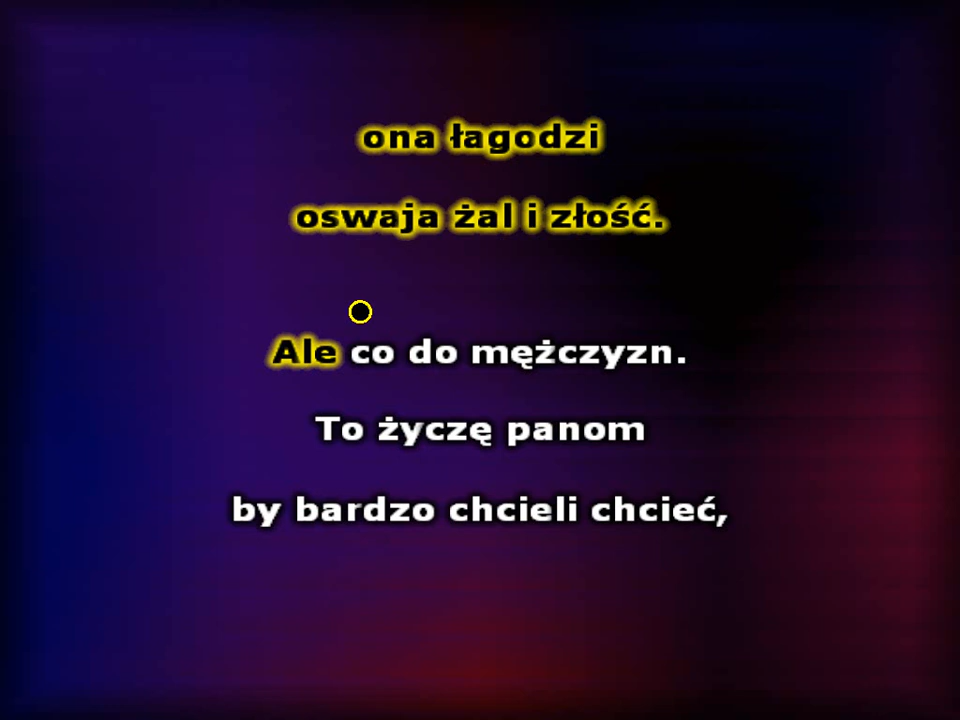 ona łagodzi
oswaja żal i złość.
Ale co do mężczyzn.
To życzę panom
by bardzo chcieli chcieć,